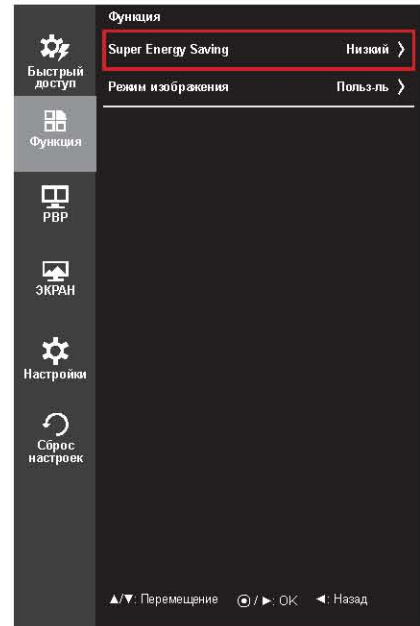 Функция
Super Energy Saving Низкий
Режим изображения Польз-ль
Быстрый
доступ
Функция
PBP
ЭКРАН
Настройки
Сброс
настроек
▲/▼: Перемещение ⦿ / ►: OK ◄: Назад